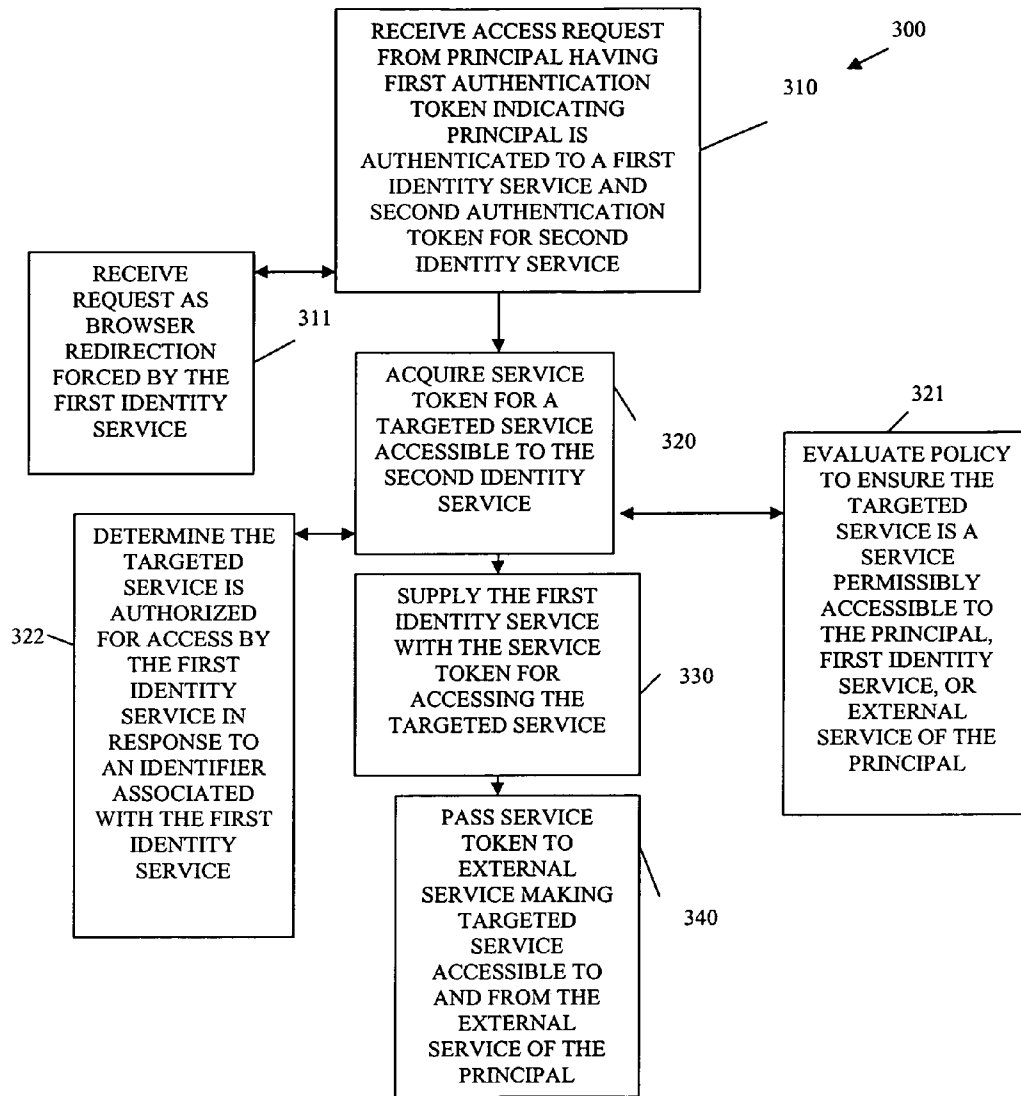 RECEIVE ACCESS REQUEST
FROM PRINCIPAL HAVING
FIRST AUTHENTICATION
TOKEN INDICATING
PRINCIPAL IS
AUTHENTICATED TO A FIRST
IDENTITY SERVICE AND
SECOND AUTHENTICATION
TOKEN FOR SECOND
IDENTITY SERVICE
300
310
RECEIVE
REQUEST AS
BROWSER
REDIRECTION
FORCED BY THE
FIRST IDENTITY
SERVICE
311
ACQUIRE SERVICE
TOKEN FOR A
TARGETED SERVICE
ACCESSIBLE TO THE
SECOND IDENTITY
SERVICE
320
321
EVALUATE POLICY
TO ENSURE THE
TARGETED
SERVICE IS A
SERVICE
PERMISSIBLY
ACCESSIBLE TO
THE PRINCIPAL,
FIRST IDENTITY
SERVICE, OR
EXTERNAL
SERVICE OF THE
PRINCIPAL
DETERMINE THE
TARGETED
SERVICE IS
AUTHORIZED
FOR ACCESS BY
THE FIRST
IDENTITY
SERVICE IN
RESPONSE TO
AN IDENTIFIER
ASSOCIATED
WITH THE FIRST
IDENTITY
SERVICE
322
SUPPLY THE FIRST
IDENTITY SERVICE
WITH THE SERVICE
TOKEN FOR
ACCESSING THE
TARGETED SERVICE
330
PASS SERVICE
TOKEN TO
EXTERNAL
SERVICE MAKING
TARGETED
SERVICE
ACCESSIBLE TO
AND FROM THE
EXTERNAL
SERVICE OF THE
PRINCIPAL
340